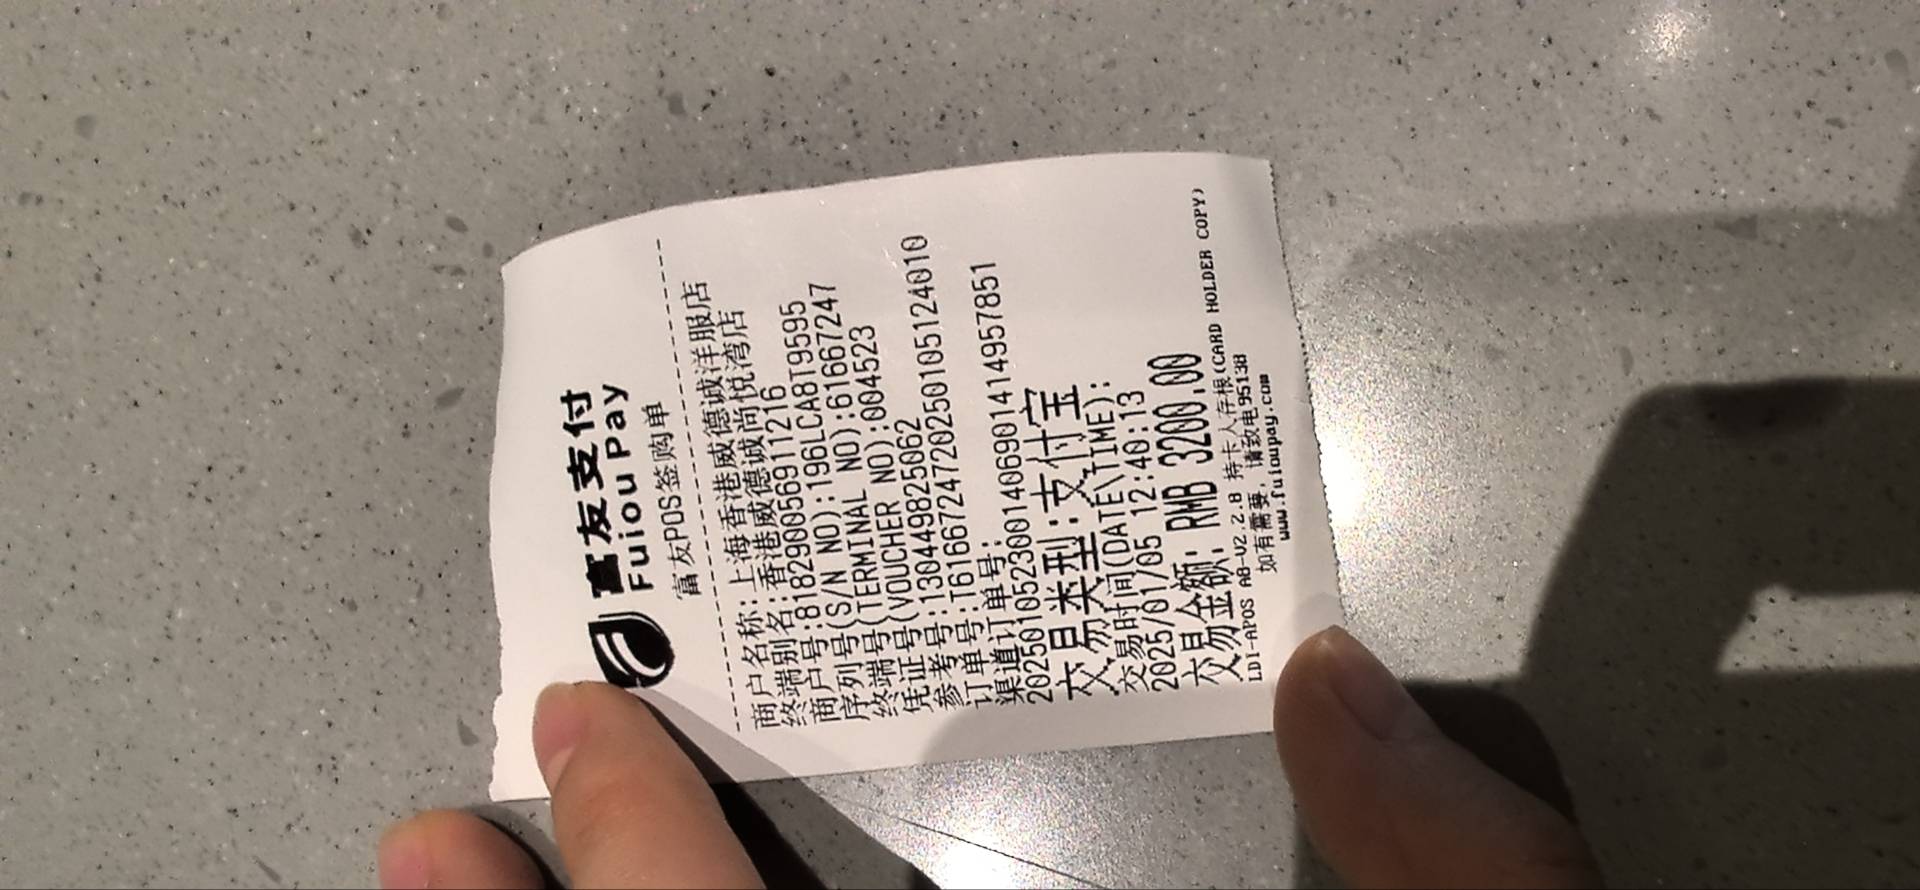 富友支付
Fuiou Pay
富友POS签购单
商户名称:上海香港威德诚洋服店
终端别名:香港威德诚尚悦湾店
商户号:818290056911216
序列号(S/N NO):196LCA8T9595
终端号(TERMINAL NO):61667247
凭证号(VOUCHER NO):004523
参考号:130449825062
订单号:T6166724720250105124010
渠道订单号:
20250105230014069014149578​51
交易类型:支付宝
交易时间(DATE\TIME):
2025/01/05 12:40:13
交易金额: RMB 3200.00
LDI-APOS A8-V2.2.8 持卡人存根(CARD HOLDER COPY)
如有需要, 请致电95138
www.fuioupay.com